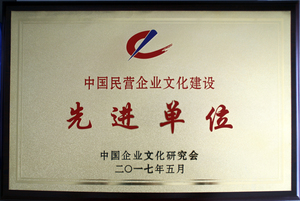 中国民营企业文化建设
先进单位
中国企业文化研究会
二〇一七年五月